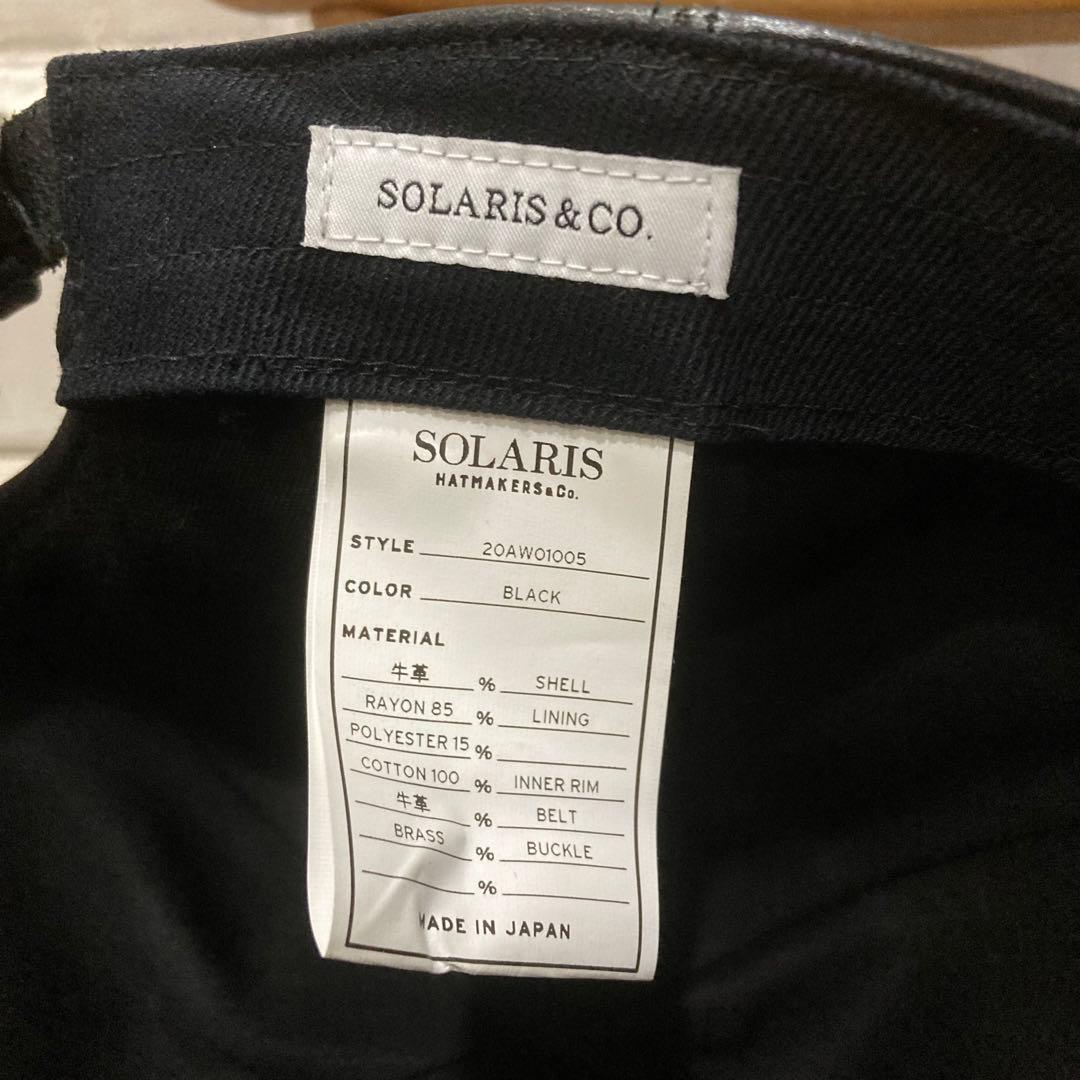 SOLARIS & CO.
SOLARIS
HATMAKERS&Co.
STYLE 20AW01005
COLOR BLACK
MATERIAL
牛革 % SHELL
RAYON 85 % LINING
POLYESTER 15 %
COTTON 100 % INNER RIM
牛革 % BELT
BRASS % BUCKLE
%
MADE IN JAPAN